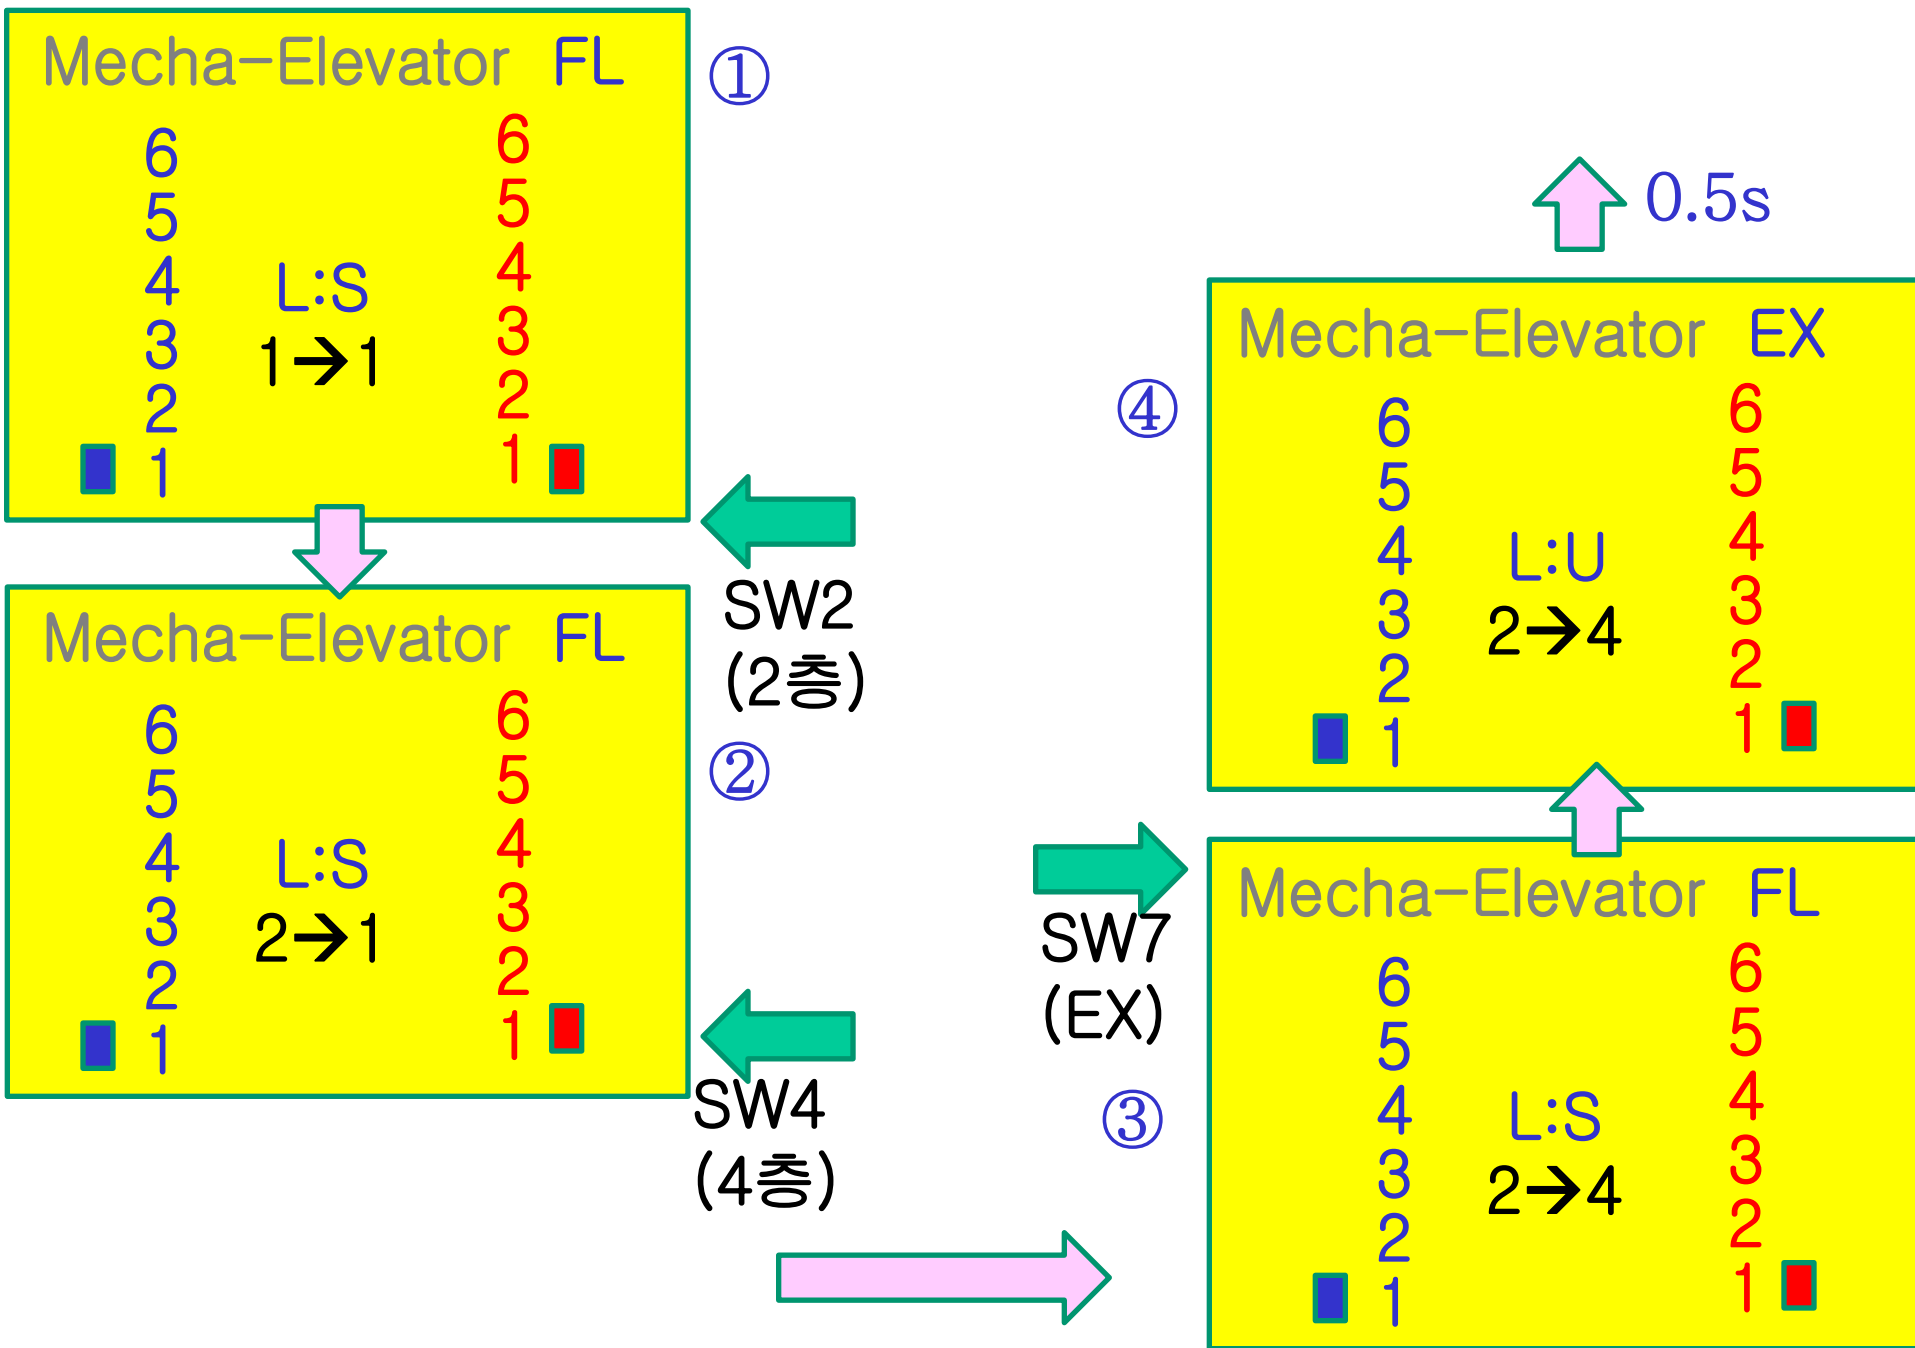 Mecha-Elevator FL
①
6 6
5 5
4 L:S 4
3 1→1 3
2 2
1 1
SW2
(2층)
Mecha-Elevator FL
②
6 6
5 5
4 L:S 4
3 2→1 3
2 2
1 1
SW4
(4층)
③
Mecha-Elevator FL
6 6
5 5
4 L:S 4
3 2→4 3
2 2
1 1
SW7
(EX)
④
Mecha-Elevator EX
6 6
5 5
4 L:U 4
3 2→4 3
2 2
1 1
0.5s